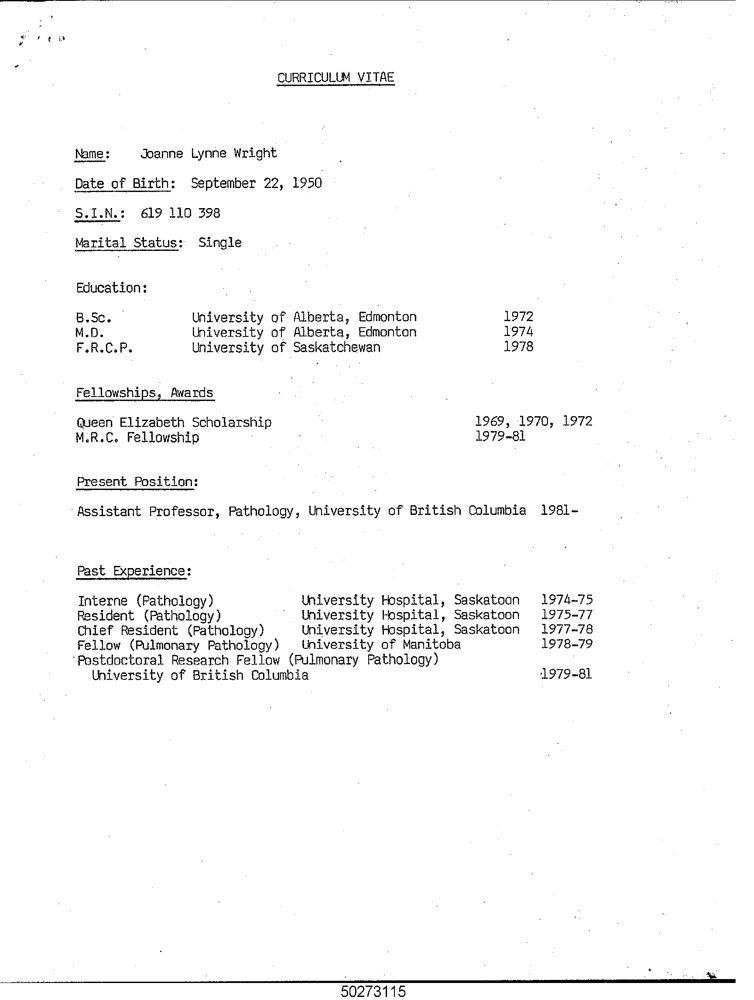 CURRICULUM VITAE
Name: Joanne Lynne Wright
Date of Birth: September 22, 1950
S.I.N.: 619 110 398
Marital Status: Single
Education:
B.Sc. University of Alberta, Edmonton 1972
M.D. University of Alberta, Edmonton 1974
F.R.C.P. University of Saskatchewan 1978
Fellowships, Awards
Queen Elizabeth Scholarship 1969, 1970, 1972
M.R.C. Fellowship 1979-81
Present Position:
Assistant Professor, Pathology, University of British Columbia 1981-
Past Experience:
Interne (Pathology) University Hospital, Saskatoon 1974-75
Resident (Pathology) University Hospital, Saskatoon 1975-77
Chief Resident (Pathology) University Hospital, Saskatoon 1977-78
Fellow (Pulmonary Pathology) University of Manitoba 1978-79
Postdoctoral Research Fellow (Pulmonary Pathology)
University of British Columbia 1979-81
50273115